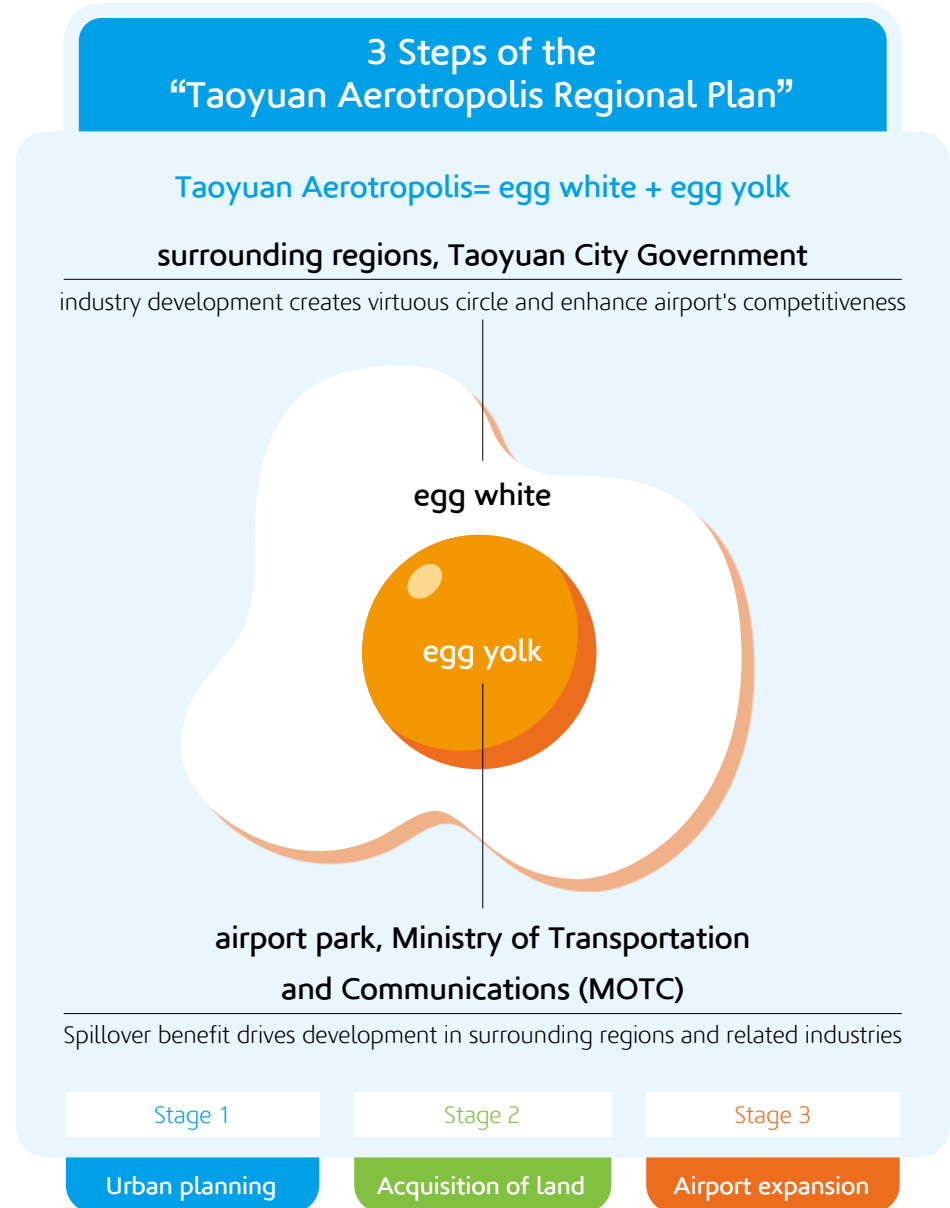 3 Steps of the
“Taoyuan Aerotropolis Regional Plan”
Taoyuan Aerotropolis= egg white + egg yolk
surrounding regions, Taoyuan City Government
industry development creates virtuous circle and enhance airport's competitiveness
egg white
egg yolk
airport park, Ministry of Transportation
and Communications (MOTC)
Spillover benefit drives development in surrounding regions and related industries
Stage 1
Stage 2
Stage 3
Urban planning
Acquisition of land
Airport expansion